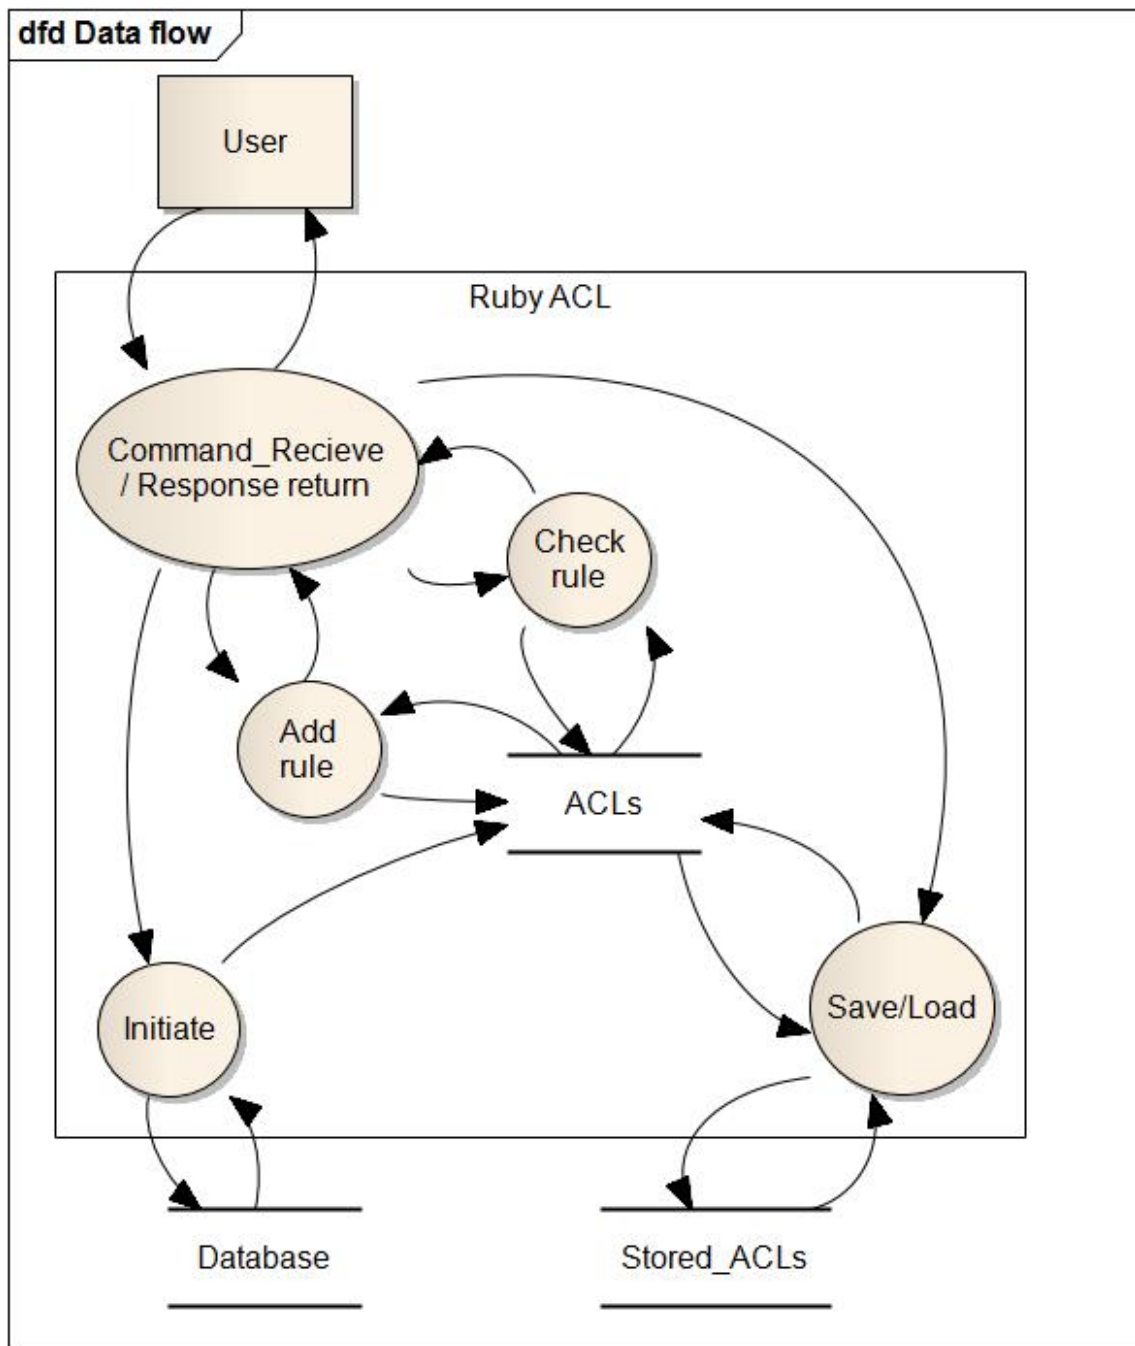 dfd Data flow
User
Ruby ACL
Command_Recieve
/ Response return
Check
rule
Add
rule
ACLs
Initiate
Save/Load
Database
Stored_ACLs